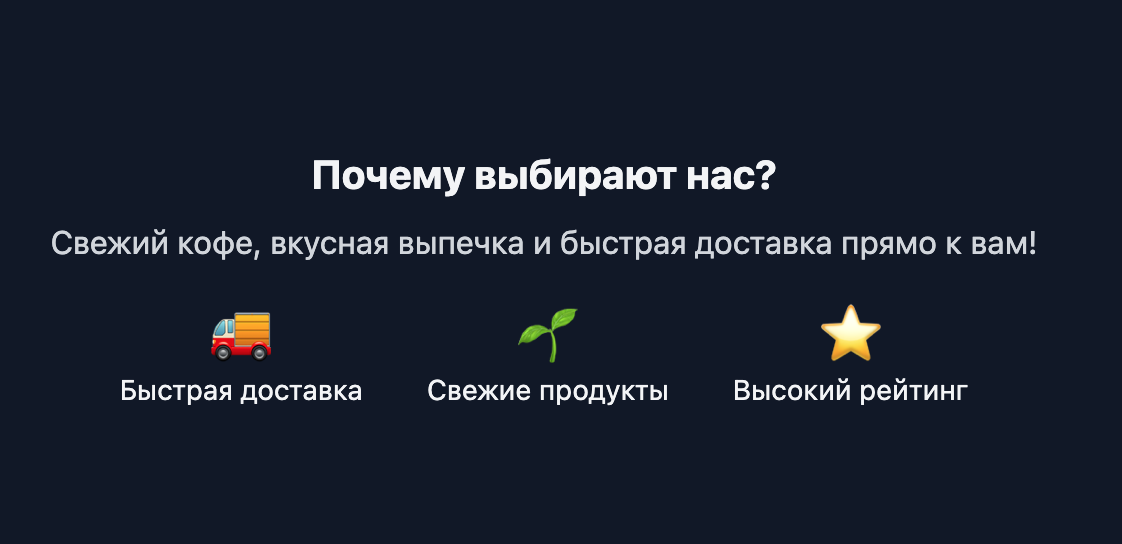 Почему выбирают нас?
Свежий кофе, вкусная выпечка и быстрая доставка прямо к вам!
Быстрая доставка
Свежие продукты
Высокий рейтинг